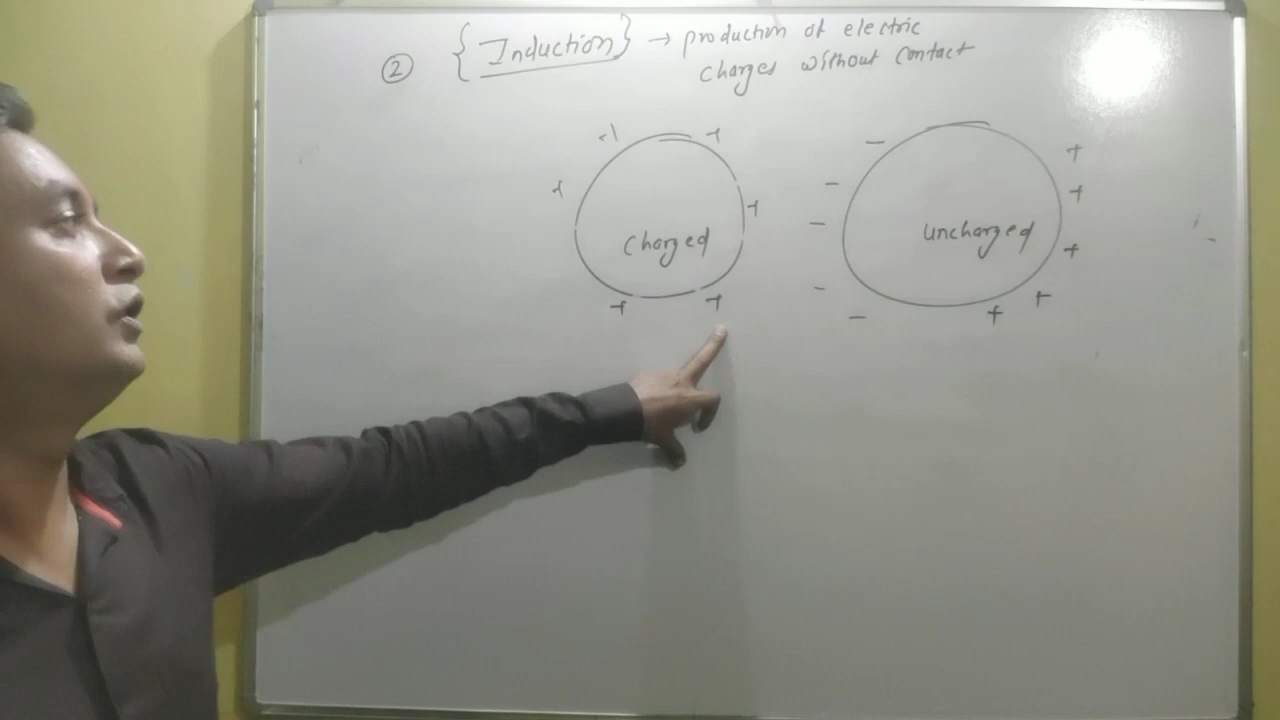 ② {Induction} → production of electric
charges without contact
+ + + + + +
charged
- - - - -
uncharged
+ + + + +